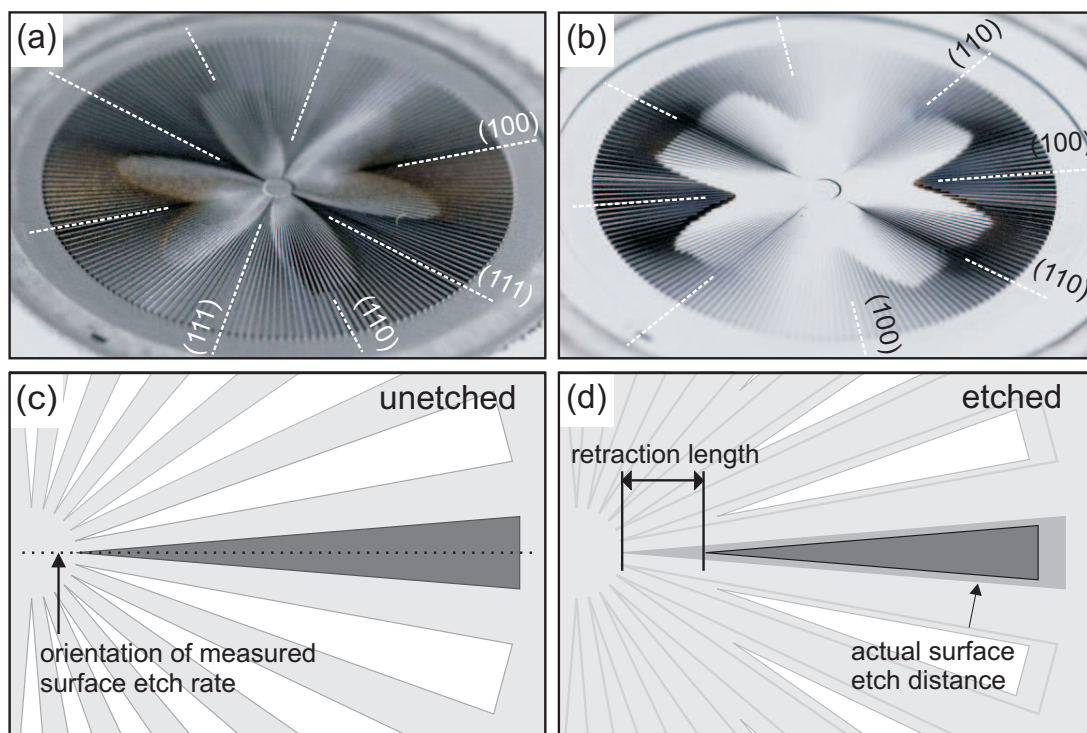 (a)
(100)
(111)
(110)
(111)
(b)
(110)
(100)
(110)
(100)
(c)
unetched
orientation of measured
surface etch rate
(d)
etched
retraction length
actual surface
etch distance